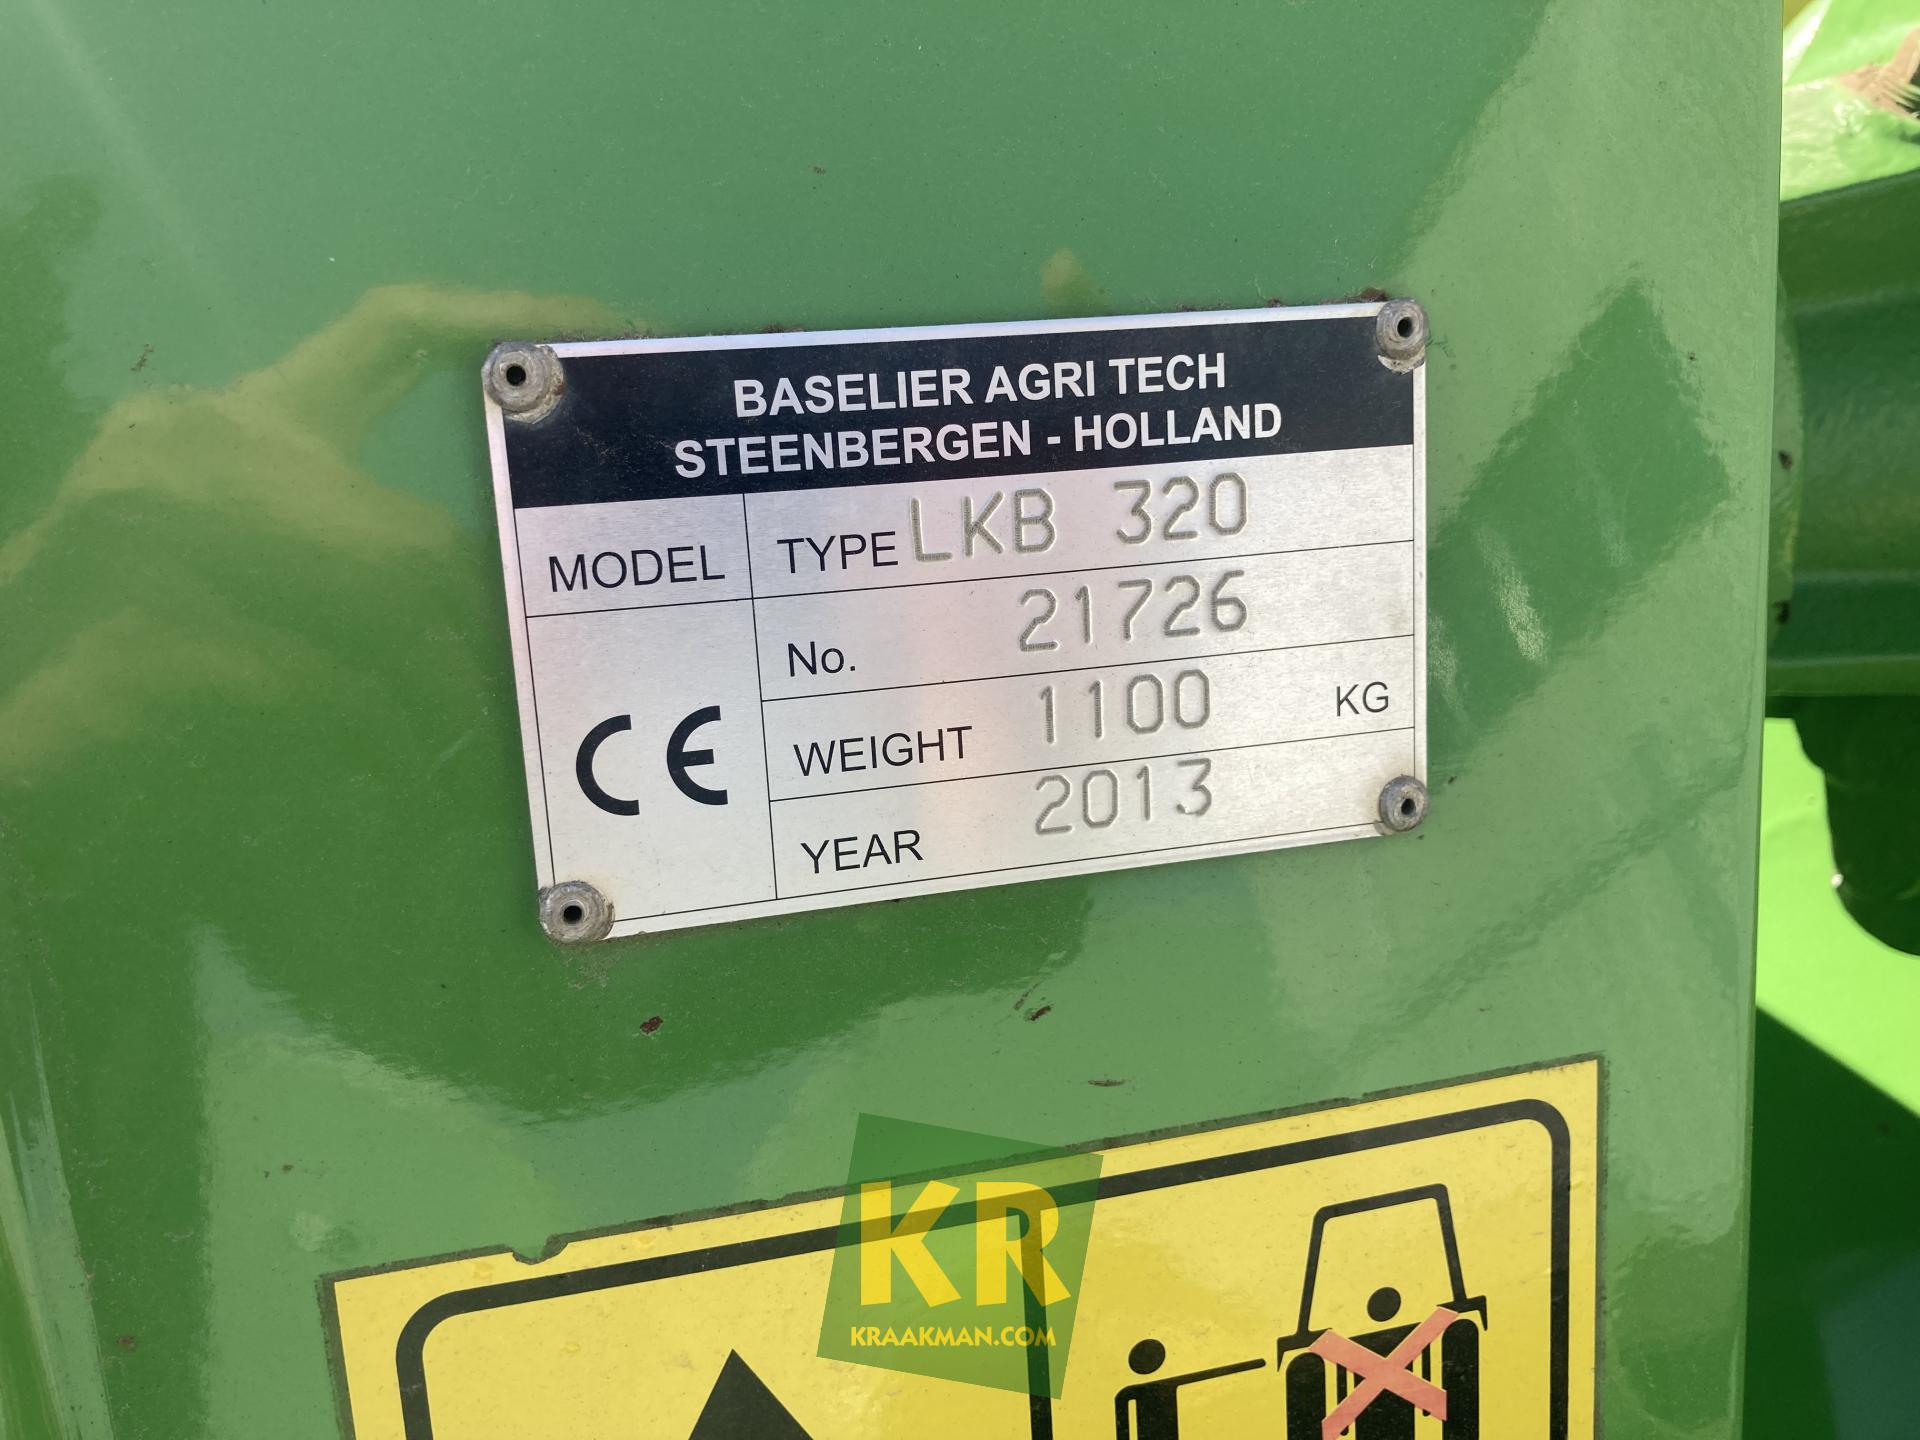 BASELIER AGRI TECH
STEENBERGEN - HOLLAND
MODEL TYPE LKB 320
No. 21726
CE
WEIGHT 1100 KG
YEAR 2013
KR
KRAAKMAN.COM